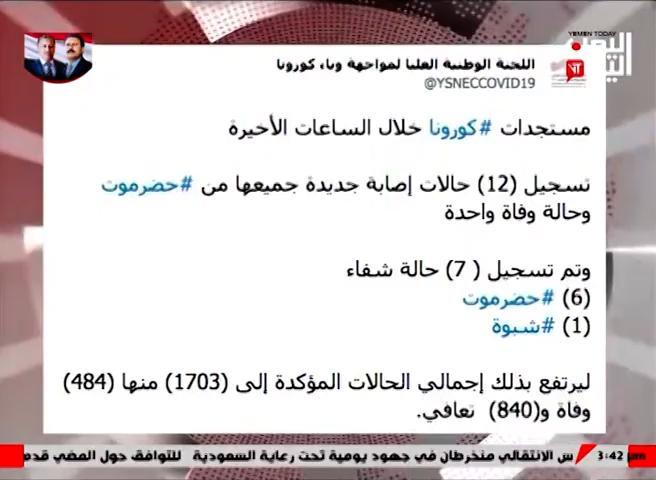 YEMEN TODAY
اليمن
اليوم
اللجنة الوطنية العليا لمواجهة وباء كورونا
@YSNECCOVID19
مستجدات #كورونا خلال الساعات الأخيرة
تسجيل (12) حالات إصابة جديدة جميعها من #حضرموت
وحالة وفاة واحدة
وتم تسجيل ( 7) حالة شفاء
(6) #حضرموت
(1) #شبوة
ليرتفع بذلك إجمالي الحالات المؤكدة إلى (1703) منها (484)
وفاة و(840) تعافي.
3:42 pm
س الانتقالي منخرطان في جهود يومية تحت رعاية السعودية للتوافق حول المضي قدم